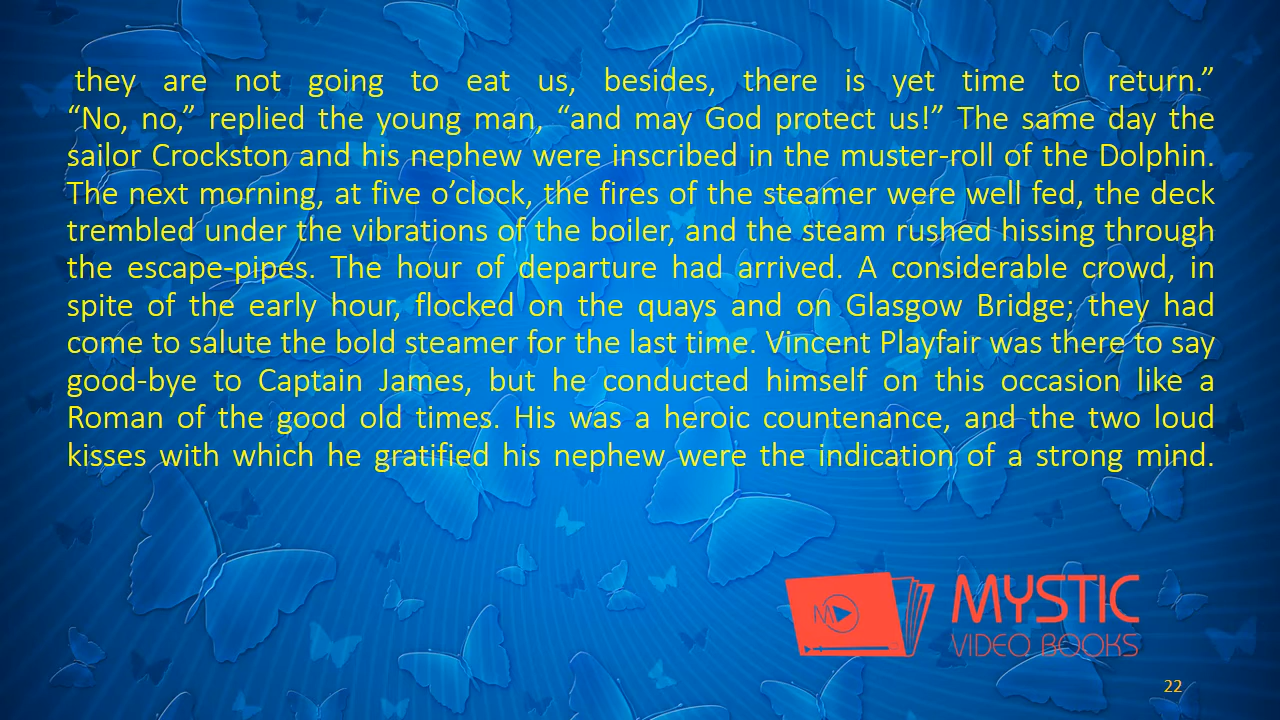 they are not going to eat us, besides, there is yet time to return.”
“No, no,” replied the young man, “and may God protect us!” The same day the
sailor Crockston and his nephew were inscribed in the muster-roll of the Dolphin.
The next morning, at five o’clock, the fires of the steamer were well fed, the deck
trembled under the vibrations of the boiler, and the steam rushed hissing through
the escape-pipes. The hour of departure had arrived. A considerable crowd, in
spite of the early hour, flocked on the quays and on Glasgow Bridge; they had
come to salute the bold steamer for the last time. Vincent Playfair was there to say
good-bye to Captain James, but he conducted himself on this occasion like a
Roman of the good old times. His was a heroic countenance, and the two loud
kisses with which he gratified his nephew were the indication of a strong mind.
MYSTIC
VIDEO BOOKS
22